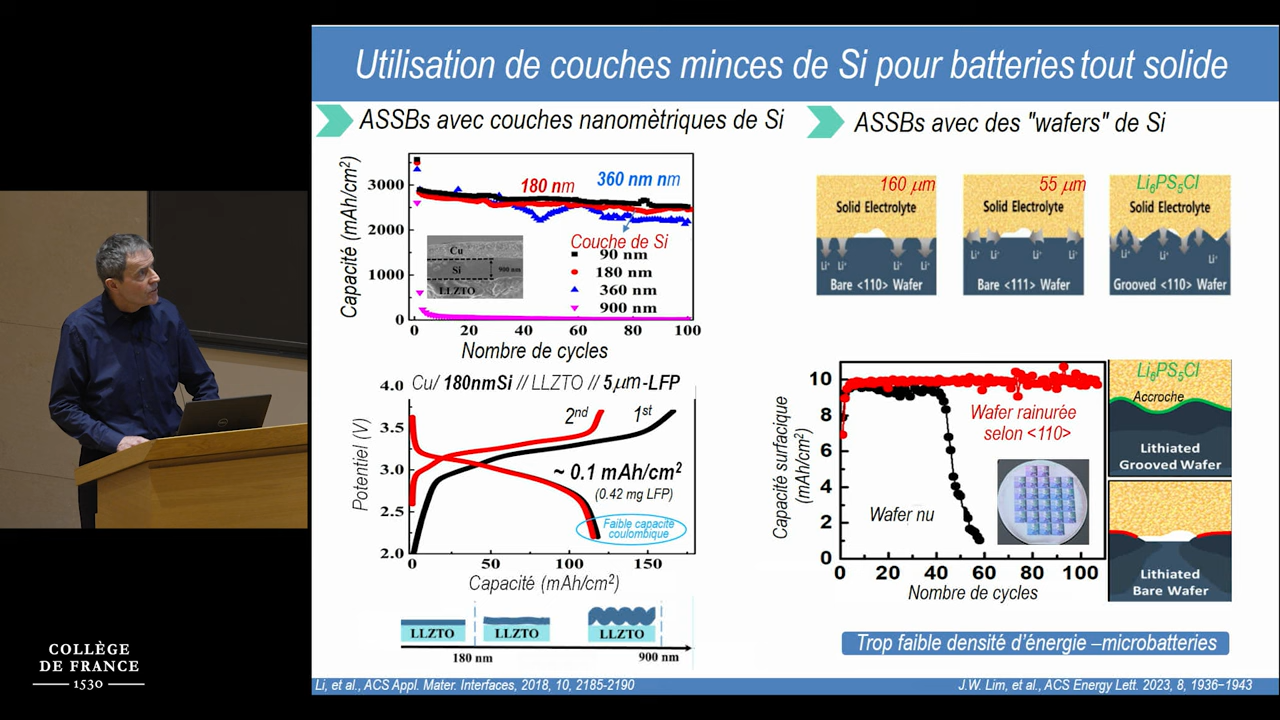 Utilisation de couches minces de Si pour batteries tout solide
ASSBs avec couches nanomètriques de Si
Capacité (mAh/cm²)
3000
2000
1000
0
180 nm
360 nm nm
Couche de Si
90 nm
180 nm
360 nm
900 nm
Cu
Si
900 nm
LLZTO
20
40
60
80
100
Nombre de cycles
Cu/ 180nmSi // LLZTO // 5µm-LFP
Potentiel (V)
4.0
3.5
3.0
2.5
2.0
2nd
1st
~ 0.1 mAh/cm²
(0.42 mg LFP)
Faible capacité
coulombique
0
50
100
150
Capacité (mAh/cm²)
LLZTO
LLZTO
LLZTO
180 nm
900 nm
Li, et al., ACS Appl. Mater. Interfaces, 2018, 10, 2185-2190
ASSBs avec des "wafers" de Si
160 µm
Solid Electrolyte
Li⁺
Li⁺
Li⁺
Bare <110> Wafer
55 µm
Solid Electrolyte
Li⁺
Li⁺
Li⁺
Bare <111> Wafer
Li₆PS₅Cl
Solid Electrolyte
Li⁺
Li⁺
Li⁺
Grooved <110> Wafer
Capacité surfacique
(mAh/cm²)
10
8
6
4
2
0
Wafer rainurée
selon <110>
Wafer nu
0
20
40
60
80
100
Nombre de cycles
Li₆PS₅Cl
Accroche
Lithiated
Grooved Wafer
Lithiated
Bare Wafer
Trop faible densité d'énergie –microbatteries
J.W. Lim, et al., ACS Energy Lett. 2023, 8, 1936−1943
COLLÈGE
DE FRANCE
1530